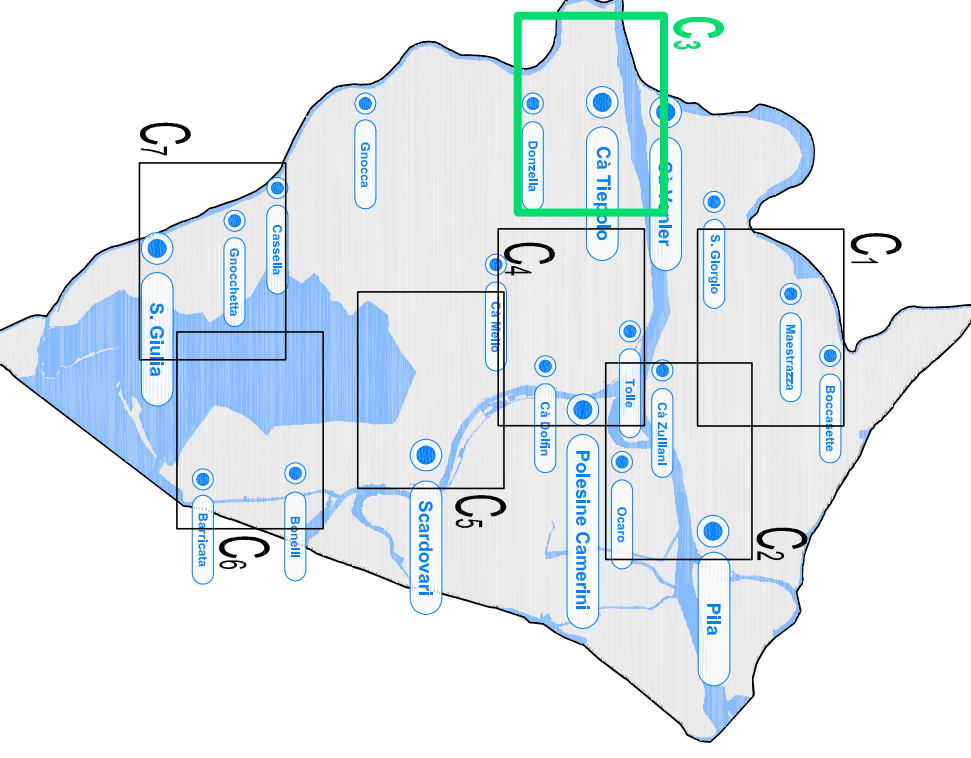 C3
Cà Venier
Cà Tiepolo
Donzella
Gnocca
C7
C1
S. GIorgIo
Maestrazza
Boccasette
C4
Cà Mello
Cassella
Gnocchetta
S. Giulia
Tolle
Cà ZulIanI
Cà Dolfin
Polesine Camerini
Ocaro
C2
Pila
C5
Scardovari
C6
Bonelli
Barricata